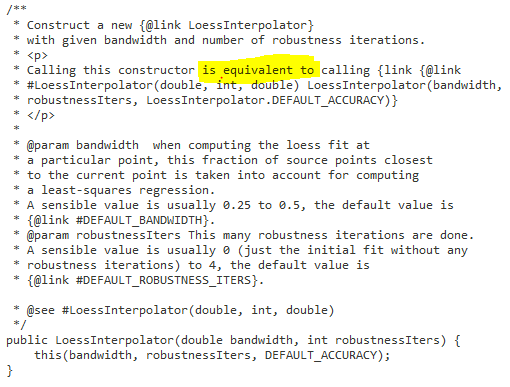 /**
* Construct a new {@link LoessInterpolator}
* with given bandwidth and number of robustness iterations.
* <p>
* Calling this constructor is equivalent to calling {link {@link
* #LoessInterpolator(double, int, double) LoessInterpolator(bandwidth,
* robustnessIters, LoessInterpolator.DEFAULT_ACCURACY)}
* </p>
*
* @param bandwidth  when computing the loess fit at
* a particular point, this fraction of source points closest
* to the current point is taken into account for computing
* a least-squares regression.
* A sensible value is usually 0.25 to 0.5, the default value is
* {@link #DEFAULT_BANDWIDTH}.
* @param robustnessIters This many robustness iterations are done.
* A sensible value is usually 0 (just the initial fit without any
* robustness iterations) to 4, the default value is
* {@link #DEFAULT_ROBUSTNESS_ITERS}.

* @see #LoessInterpolator(double, int, double)
*/
public LoessInterpolator(double bandwidth, int robustnessIters) {
    this(bandwidth, robustnessIters, DEFAULT_ACCURACY);
}